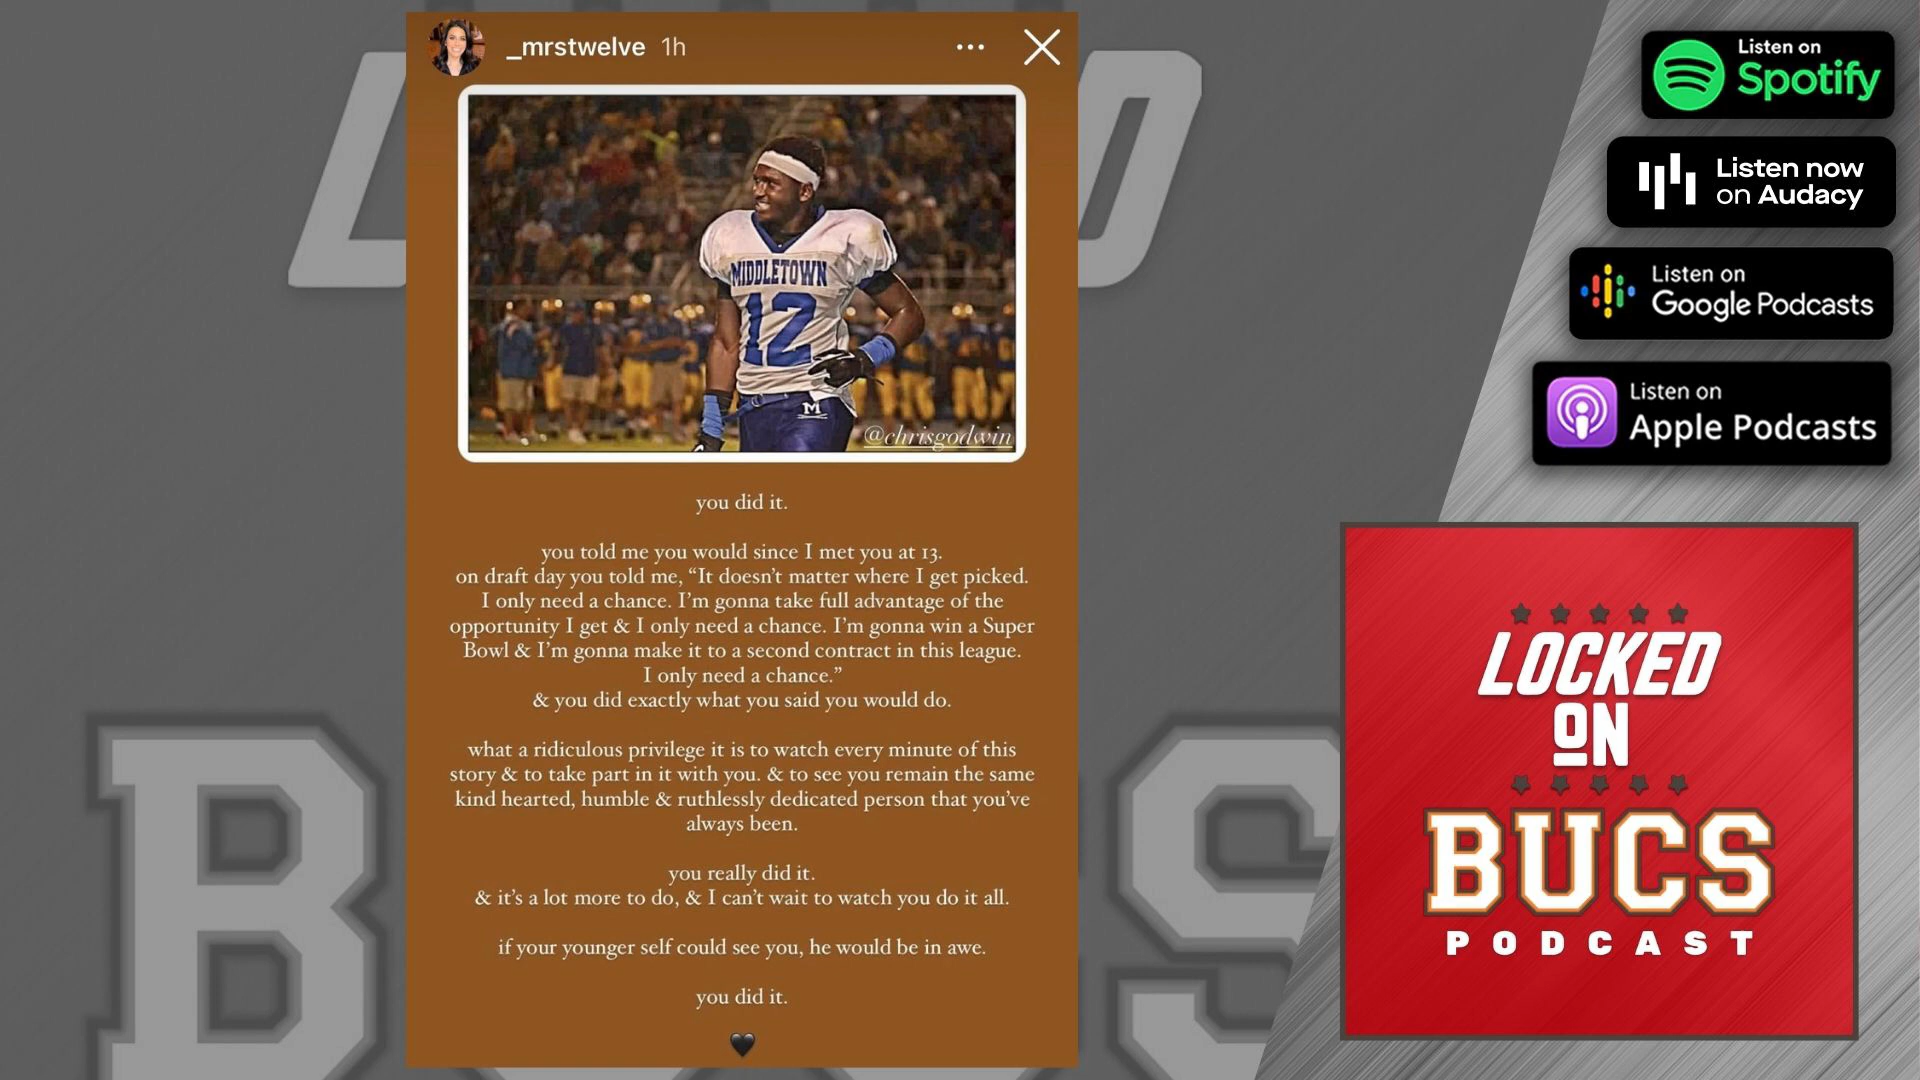 _mrstwelve 1h
MIDDLETOWN
12
M
@chrisgodwin
you did it.
you told me you would since I met you at 13.
on draft day you told me, “It doesn’t matter where I get picked.
I only need a chance. I’m gonna take full advantage of the
opportunity I get & I only need a chance. I’m gonna win a Super
Bowl & I’m gonna make it to a second contract in this league.
I only need a chance.”
& you did exactly what you said you would do.
what a ridiculous privilege it is to watch every minute of this
story & to take part in it with you. & to see you remain the same
kind hearted, humble & ruthlessly dedicated person that you’ve
always been.
you really did it.
& it’s a lot more to do, & I can’t wait to watch you do it all.
if your younger self could see you, he would be in awe.
you did it.
Listen on
Spotify
Listen now
on Audacy
Listen on
Google Podcasts
Listen on
Apple Podcasts
LOCKED
ON
BUCS
PODCAST
L D
B S